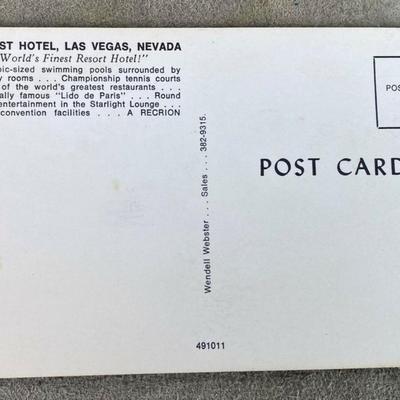 ST HOTEL, LAS VEGAS, NEVADA
World's Finest Resort Hotel!"
pic-sized swimming pools surrounded by
y rooms . . . Championship tennis courts
of the world's greatest restaurants . . .
ally famous "Lido de Paris" . . . Round
entertainment in the Starlight Lounge . . .
convention facilities . . . A RECRION
Wendell Webster . . . Sales . . . 382-9315.
POS
POST CARD
491011